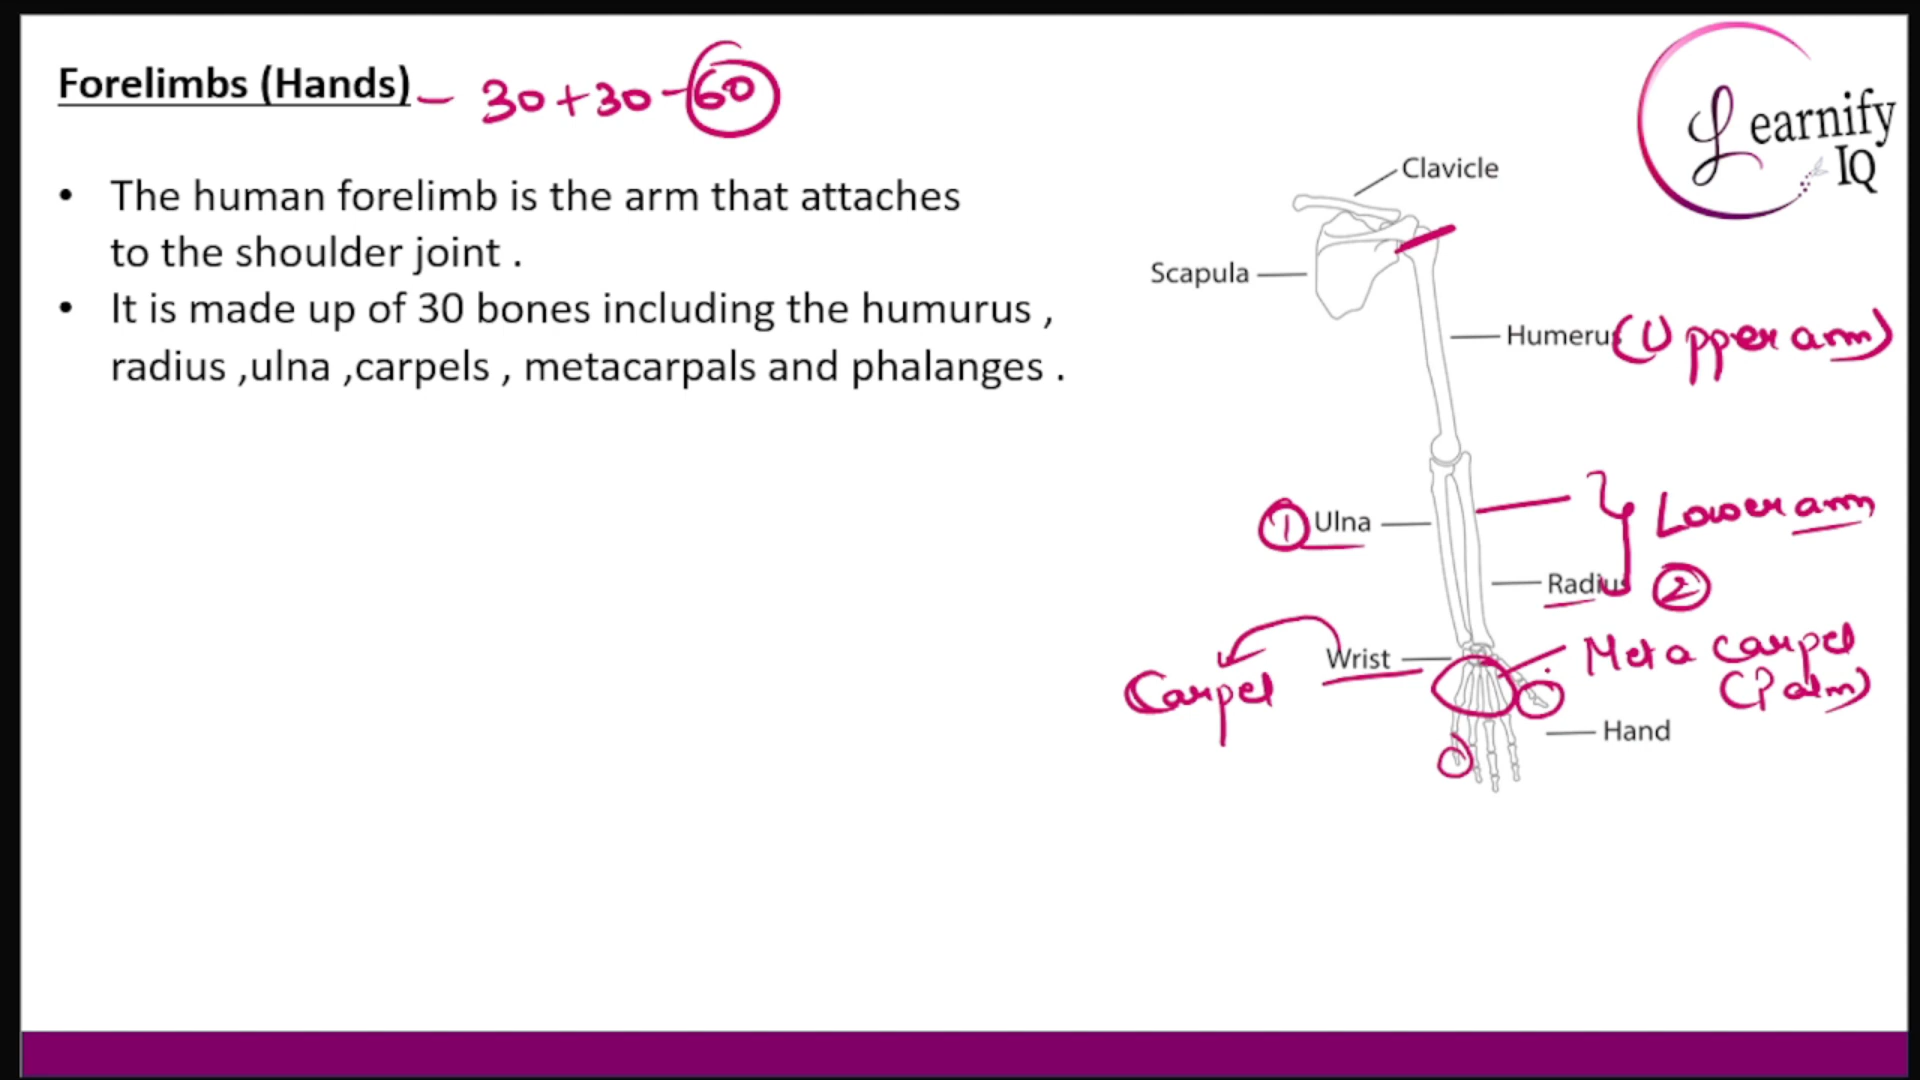 Forelimbs (Hands) - 30+30-60
Learnify
IQ
• The human forelimb is the arm that attaches
to the shoulder joint .
• It is made up of 30 bones including the humurus ,
radius ,ulna ,carpels , metacarpals and phalanges .
Clavicle
Scapula
Humerus (Upper arm)
① Ulna
Lower arm
Radius ②
Wrist
Carpel
Meta carpel
(Palm)
Hand